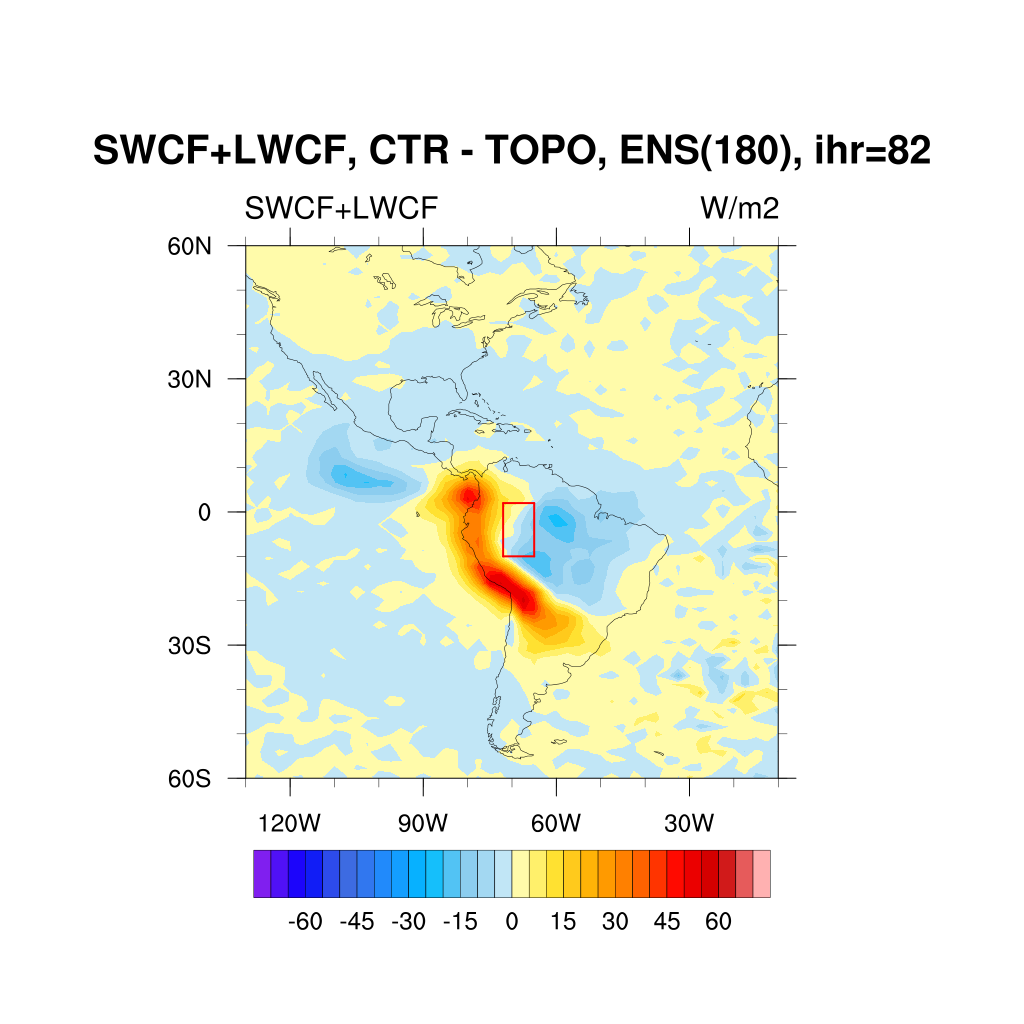 SWCF+LWCF, CTR - TOPO, ENS(180), ihr=82
SWCF+LWCF W/m2
60N
30N
0
30S
60S
120W 90W 60W 30W
-60 -45 -30 -15 0 15 30 45 60